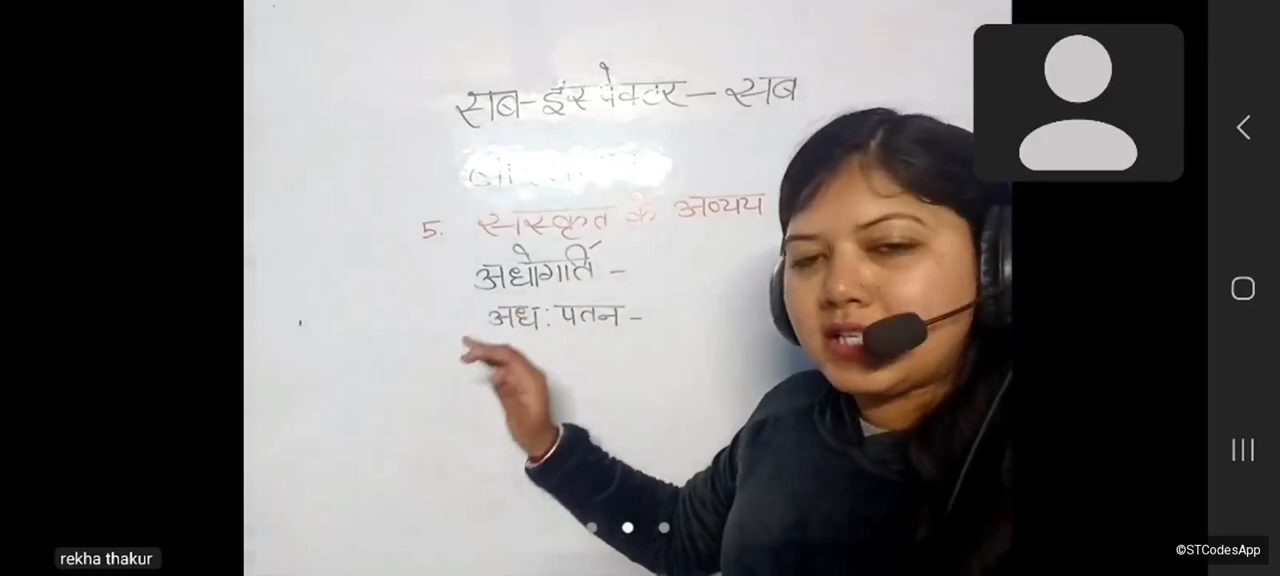 सब-इंस्पेक्टर-सब
5. संस्कृत के अव्यय
अधोगति -
अध:पतन -
rekha thakur
©STCodesApp